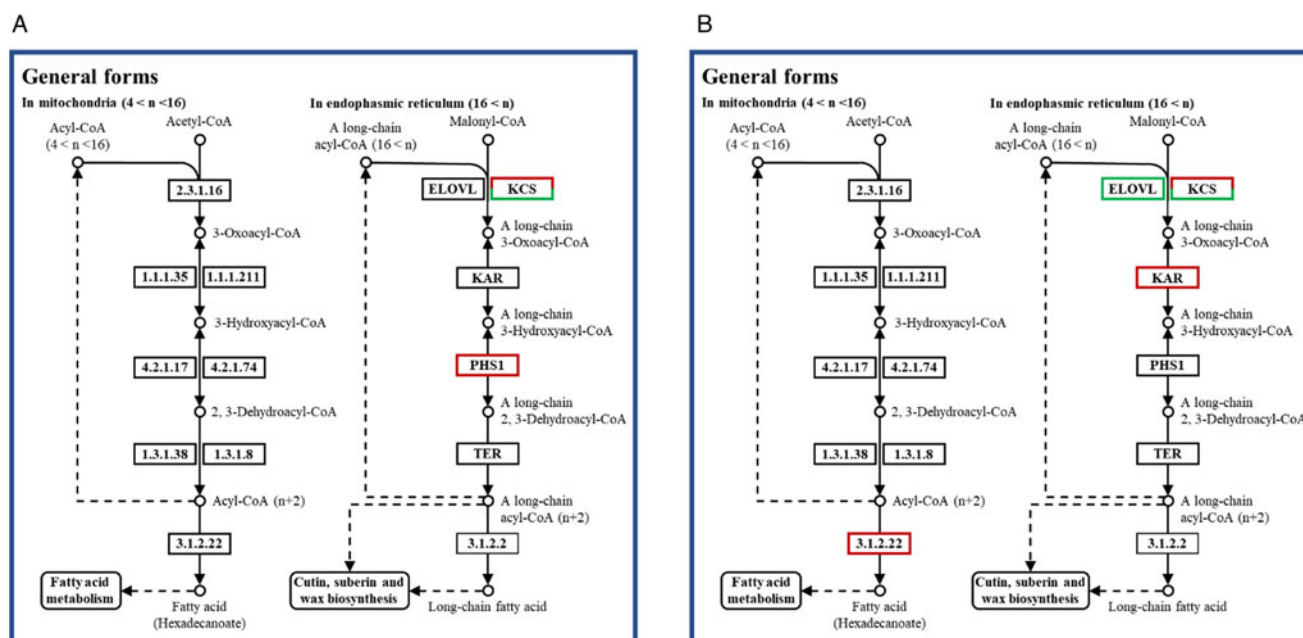 A
General forms
In mitochondria (4 < n <16)
In endophasmic reticulum (16 < n)
Acyl-CoA
(4 < n <16)
Acetyl-CoA
A long-chain
acyl-CoA (16 < n)
Malonyl-CoA
2.3.1.16
ELOVL
KCS
3-Oxoacyl-CoA
A long-chain
3-Oxoacyl-CoA
1.1.1.35
1.1.1.211
KAR
3-Hydroxyacyl-CoA
A long-chain
3-Hydroxyacyl-CoA
4.2.1.17
4.2.1.74
PHS1
2, 3-Dehydroacyl-CoA
A long-chain
2, 3-Dehydroacyl-CoA
1.3.1.38
1.3.1.8
TER
Acyl-CoA (n+2)
A long-chain
acyl-CoA (n+2)
3.1.2.22
3.1.2.2
Fatty acid
metabolism
Fatty acid
(Hexadecanoate)
Cutin, suberin and
wax biosynthesis
Long-chain fatty acid
B
General forms
In mitochondria (4 < n <16)
In endophasmic reticulum (16 < n)
Acyl-CoA
(4 < n <16)
Acetyl-CoA
A long-chain
acyl-CoA (16 < n)
Malonyl-CoA
2.3.1.16
ELOVL
KCS
3-Oxoacyl-CoA
A long-chain
3-Oxoacyl-CoA
1.1.1.35
1.1.1.211
KAR
3-Hydroxyacyl-CoA
A long-chain
3-Hydroxyacyl-CoA
4.2.1.17
4.2.1.74
PHS1
2, 3-Dehydroacyl-CoA
A long-chain
2, 3-Dehydroacyl-CoA
1.3.1.38
1.3.1.8
TER
Acyl-CoA (n+2)
A long-chain
acyl-CoA (n+2)
3.1.2.22
3.1.2.2
Fatty acid
metabolism
Fatty acid
(Hexadecanoate)
Cutin, suberin and
wax biosynthesis
Long-chain fatty acid